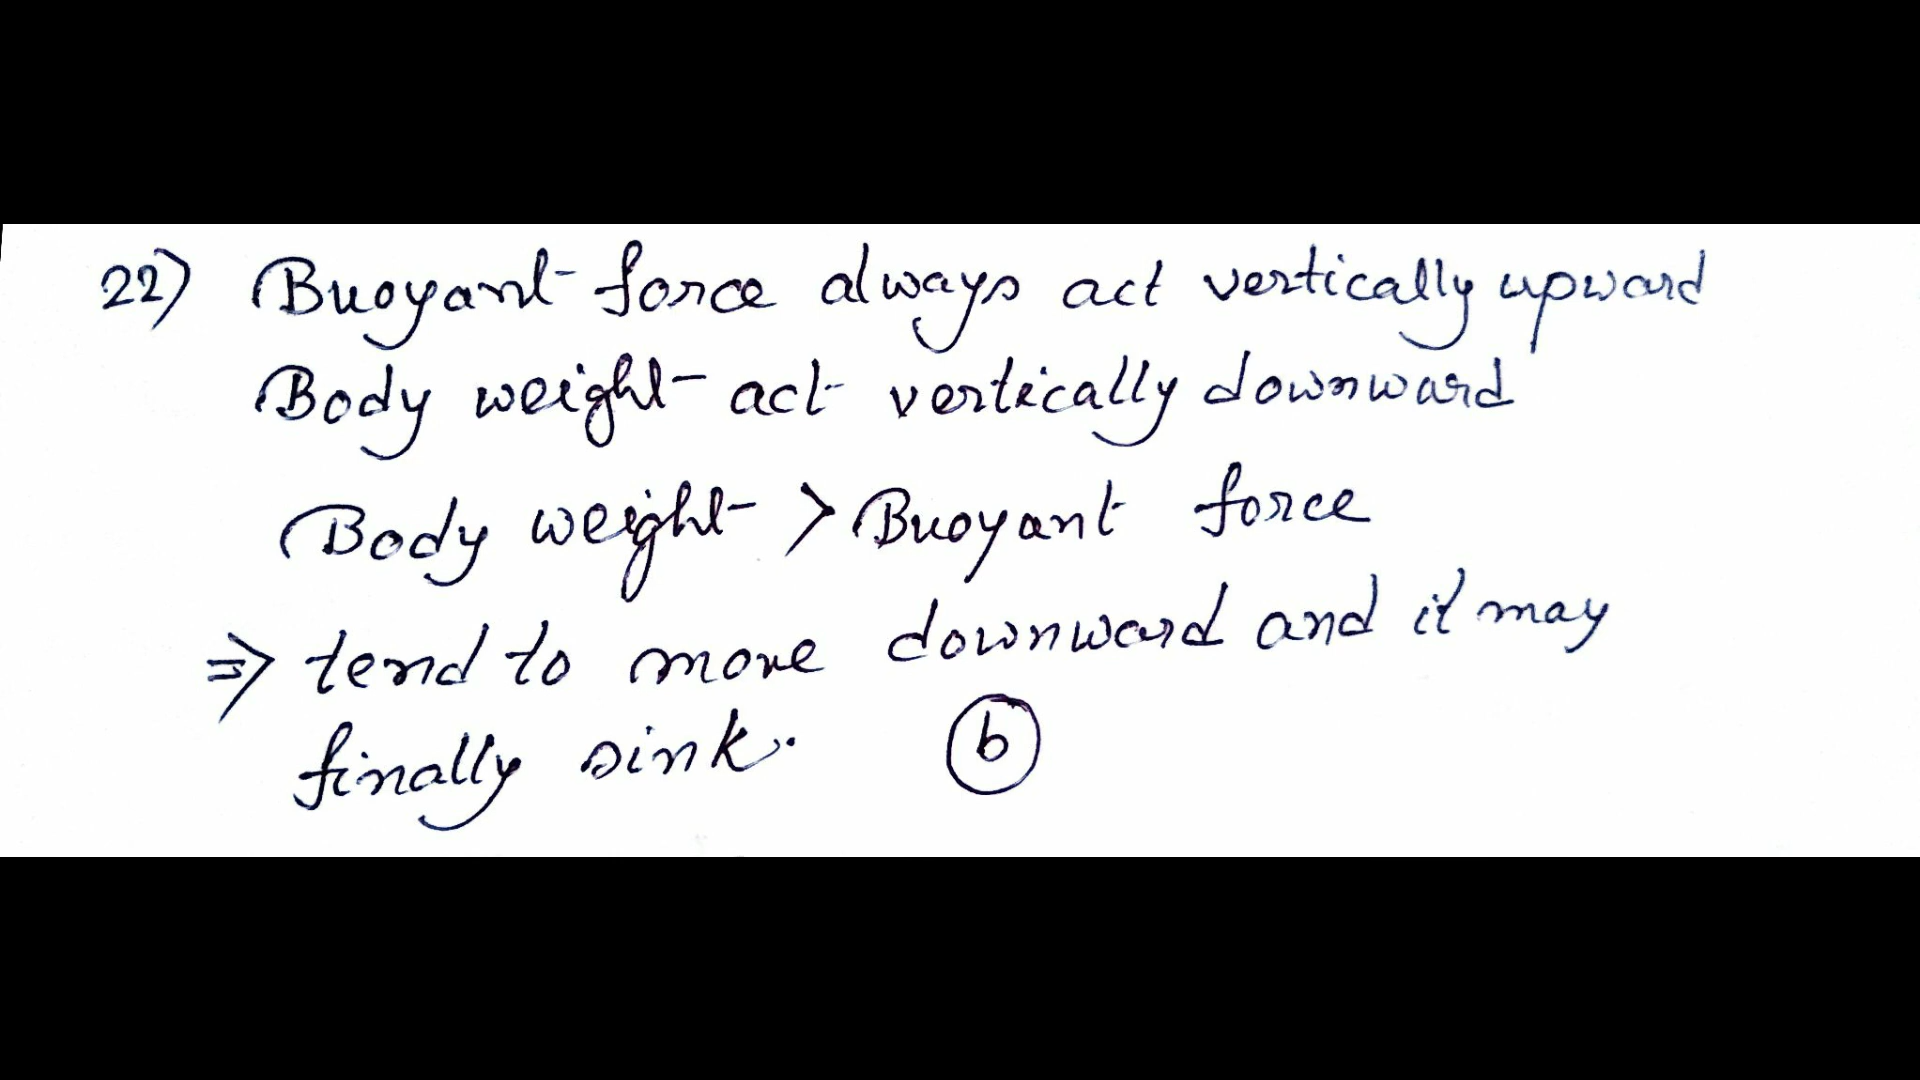 22) Buoyant force always act vertically upward
Body weight act vertically downward
Body weight > Buoyant force
⇒ tend to move downward and it may
finally sink. b